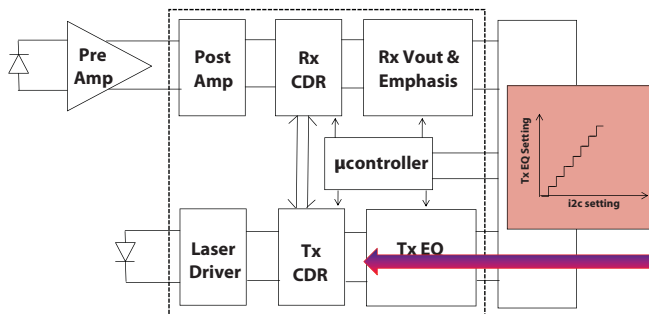 Pre
Amp
Post
Amp
Rx
CDR
Rx Vout &
Emphasis
µcontroller
Tx EQ Setting
i2c setting
Laser
Driver
Tx
CDR
Tx EQ